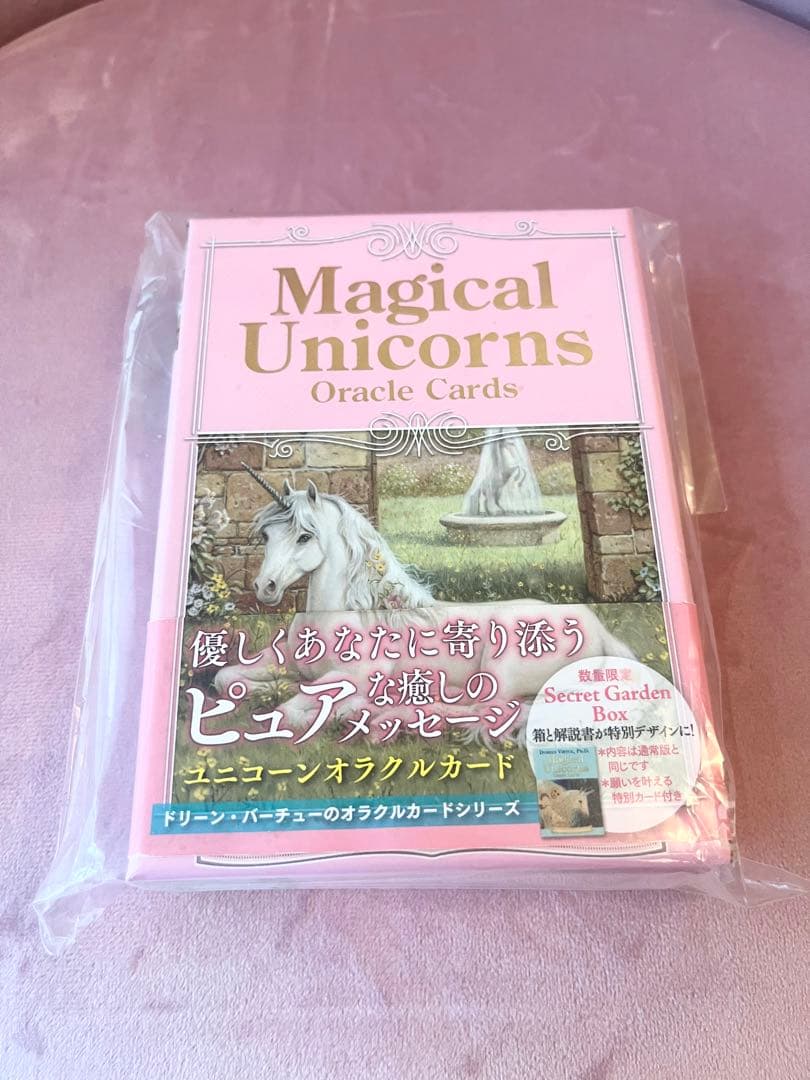 Magical
Unicorns
Oracle Cards
優しくあなたに寄り添う
ピュアな癒しの
メッセージ
ユニコーンオラクルカード
ドリーン・バーチューのオラクルカードシリーズ
数量限定
Secret Garden
Box
箱と解説書が特別デザインに!
*内容は通常版と
同じです
*願いを叶える
特別カード付き
DOREEN VIRTUE, Ph.D.